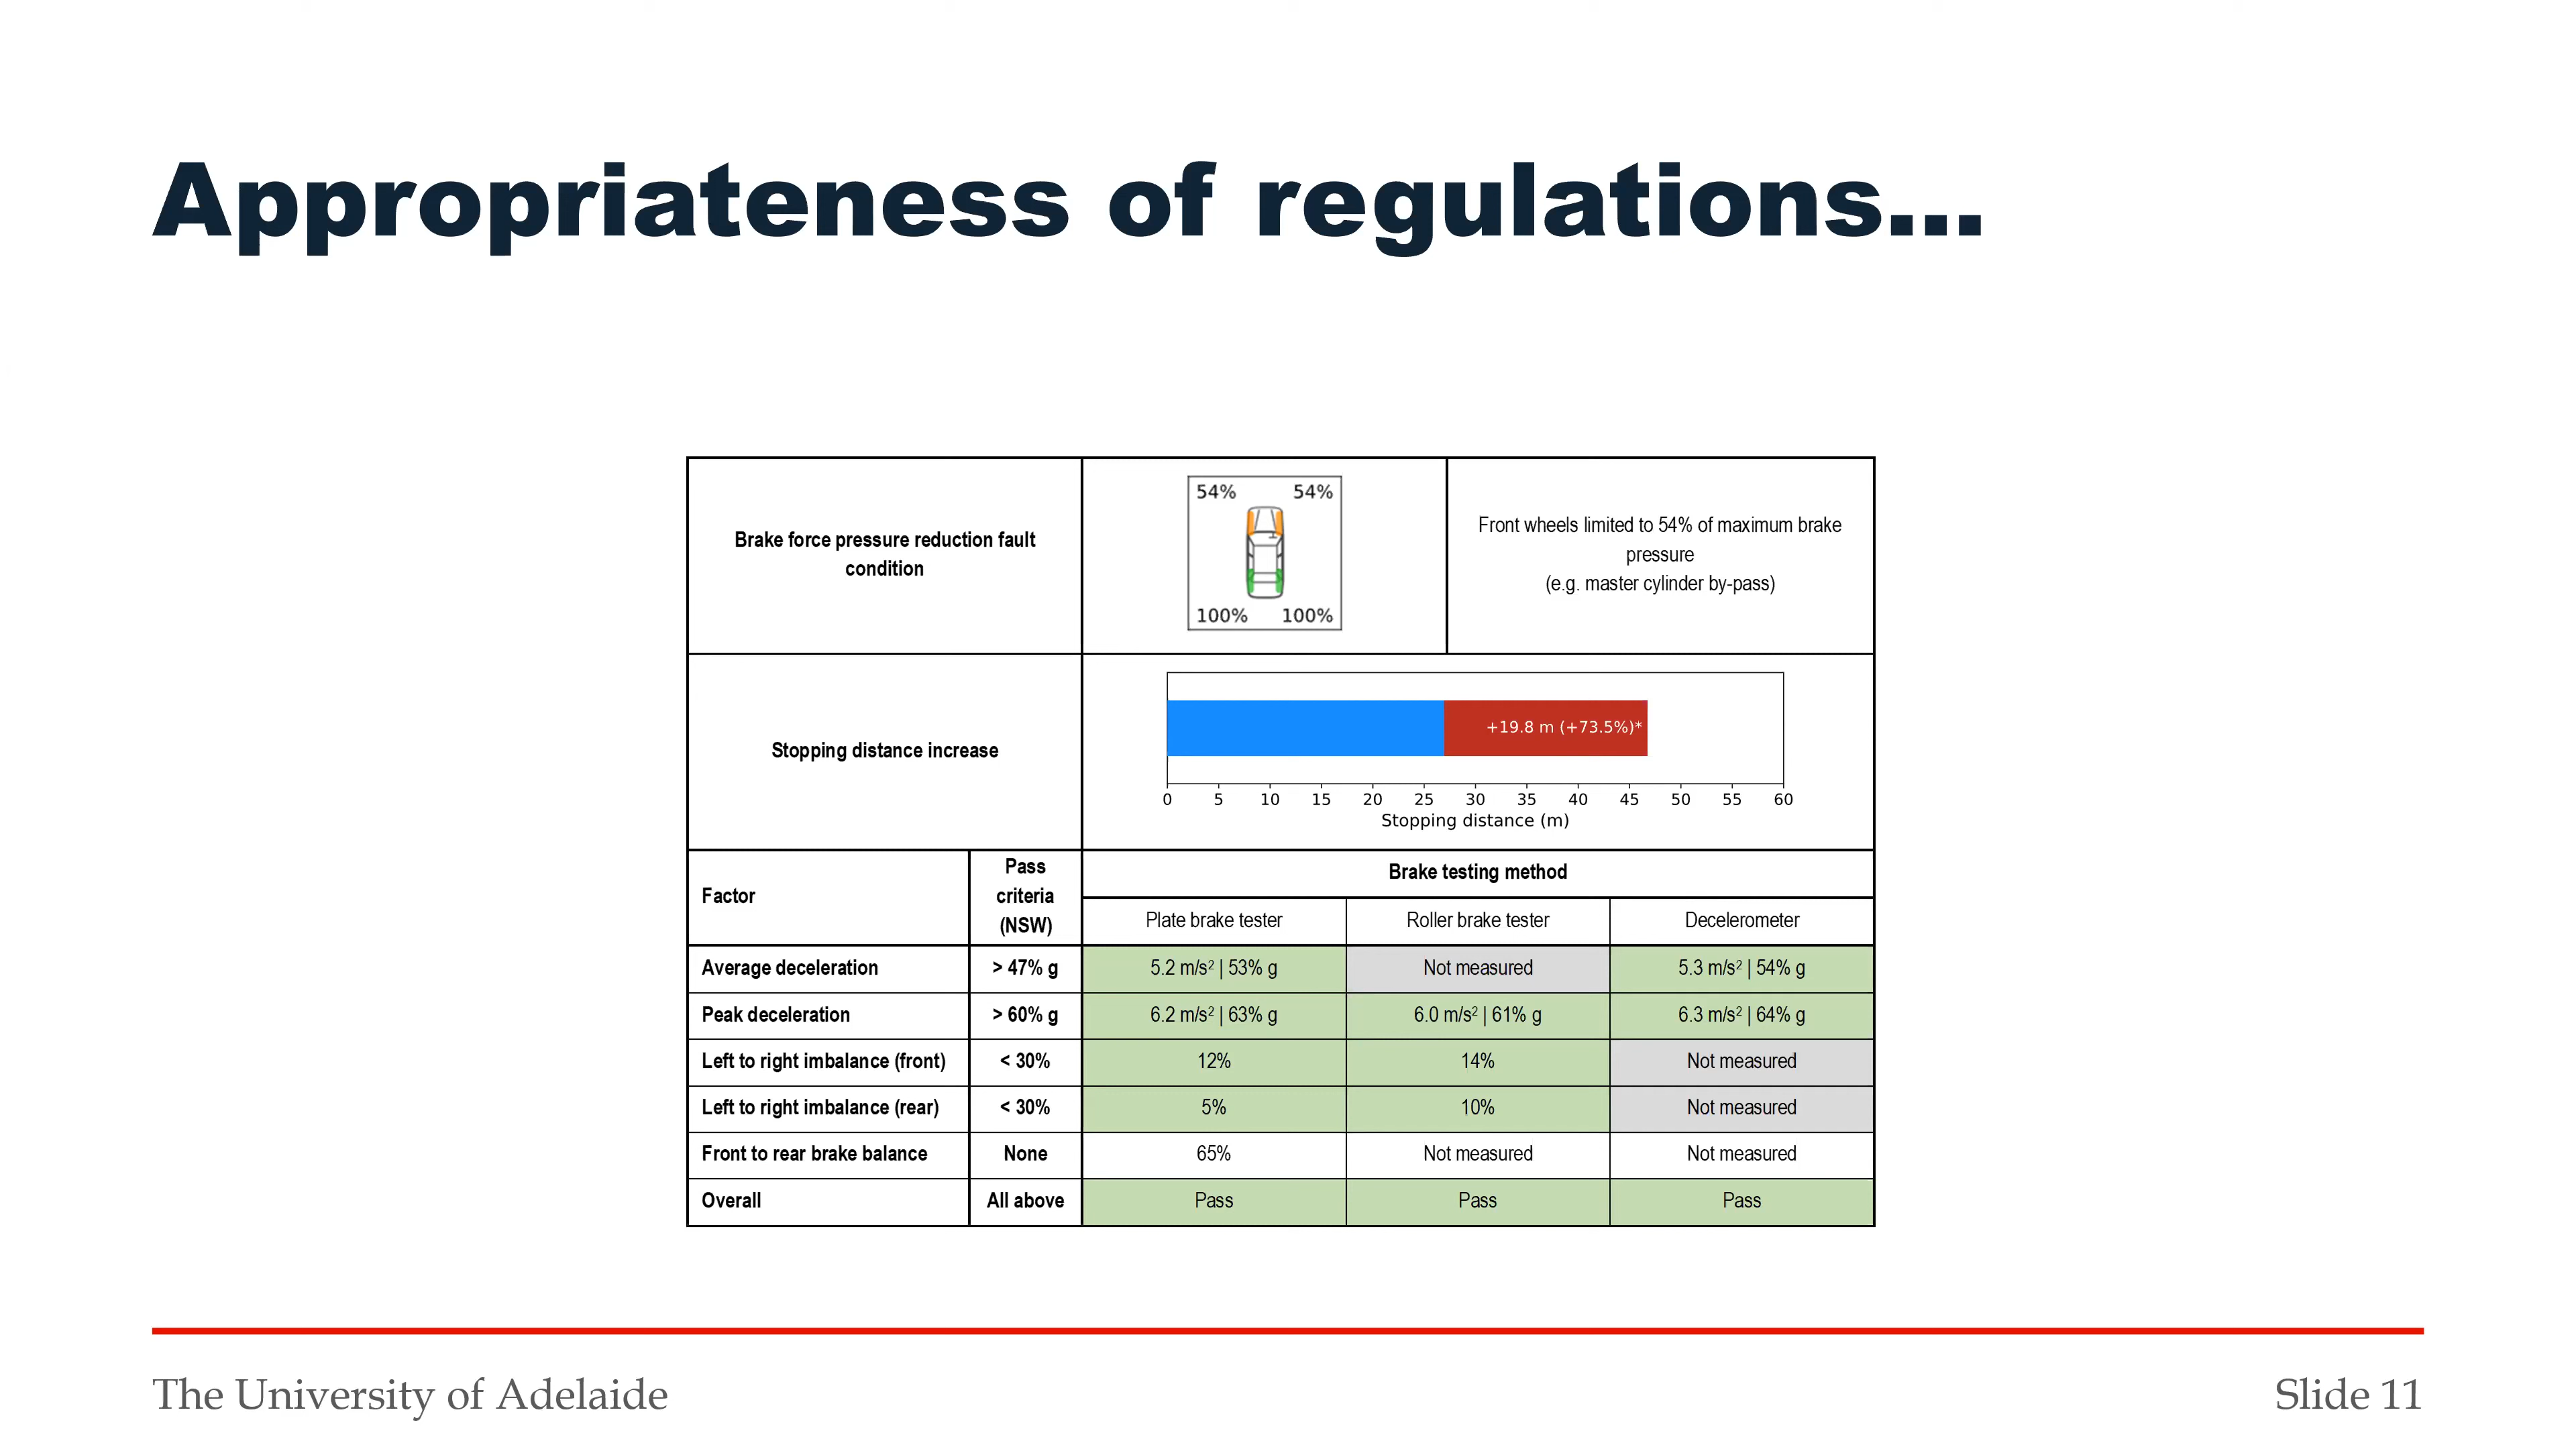 Appropriateness of regulations...
Brake force pressure reduction fault
condition
54% 54%
100% 100%
Front wheels limited to 54% of maximum brake
pressure
(e.g. master cylinder by-pass)
Stopping distance increase
+19.8 m (+73.5%)*
0 5 10 15 20 25 30 35 40 45 50 55 60
Stopping distance (m)
Factor
Pass
criteria
(NSW)
Brake testing method
Plate brake tester Roller brake tester Decelerometer
Average deceleration > 47% g 5.2 m/s² | 53% g Not measured 5.3 m/s² | 54% g
Peak deceleration > 60% g 6.2 m/s² | 63% g 6.0 m/s² | 61% g 6.3 m/s² | 64% g
Left to right imbalance (front) < 30% 12% 14% Not measured
Left to right imbalance (rear) < 30% 5% 10% Not measured
Front to rear brake balance None 65% Not measured Not measured
Overall All above Pass Pass Pass
The University of Adelaide
Slide 11